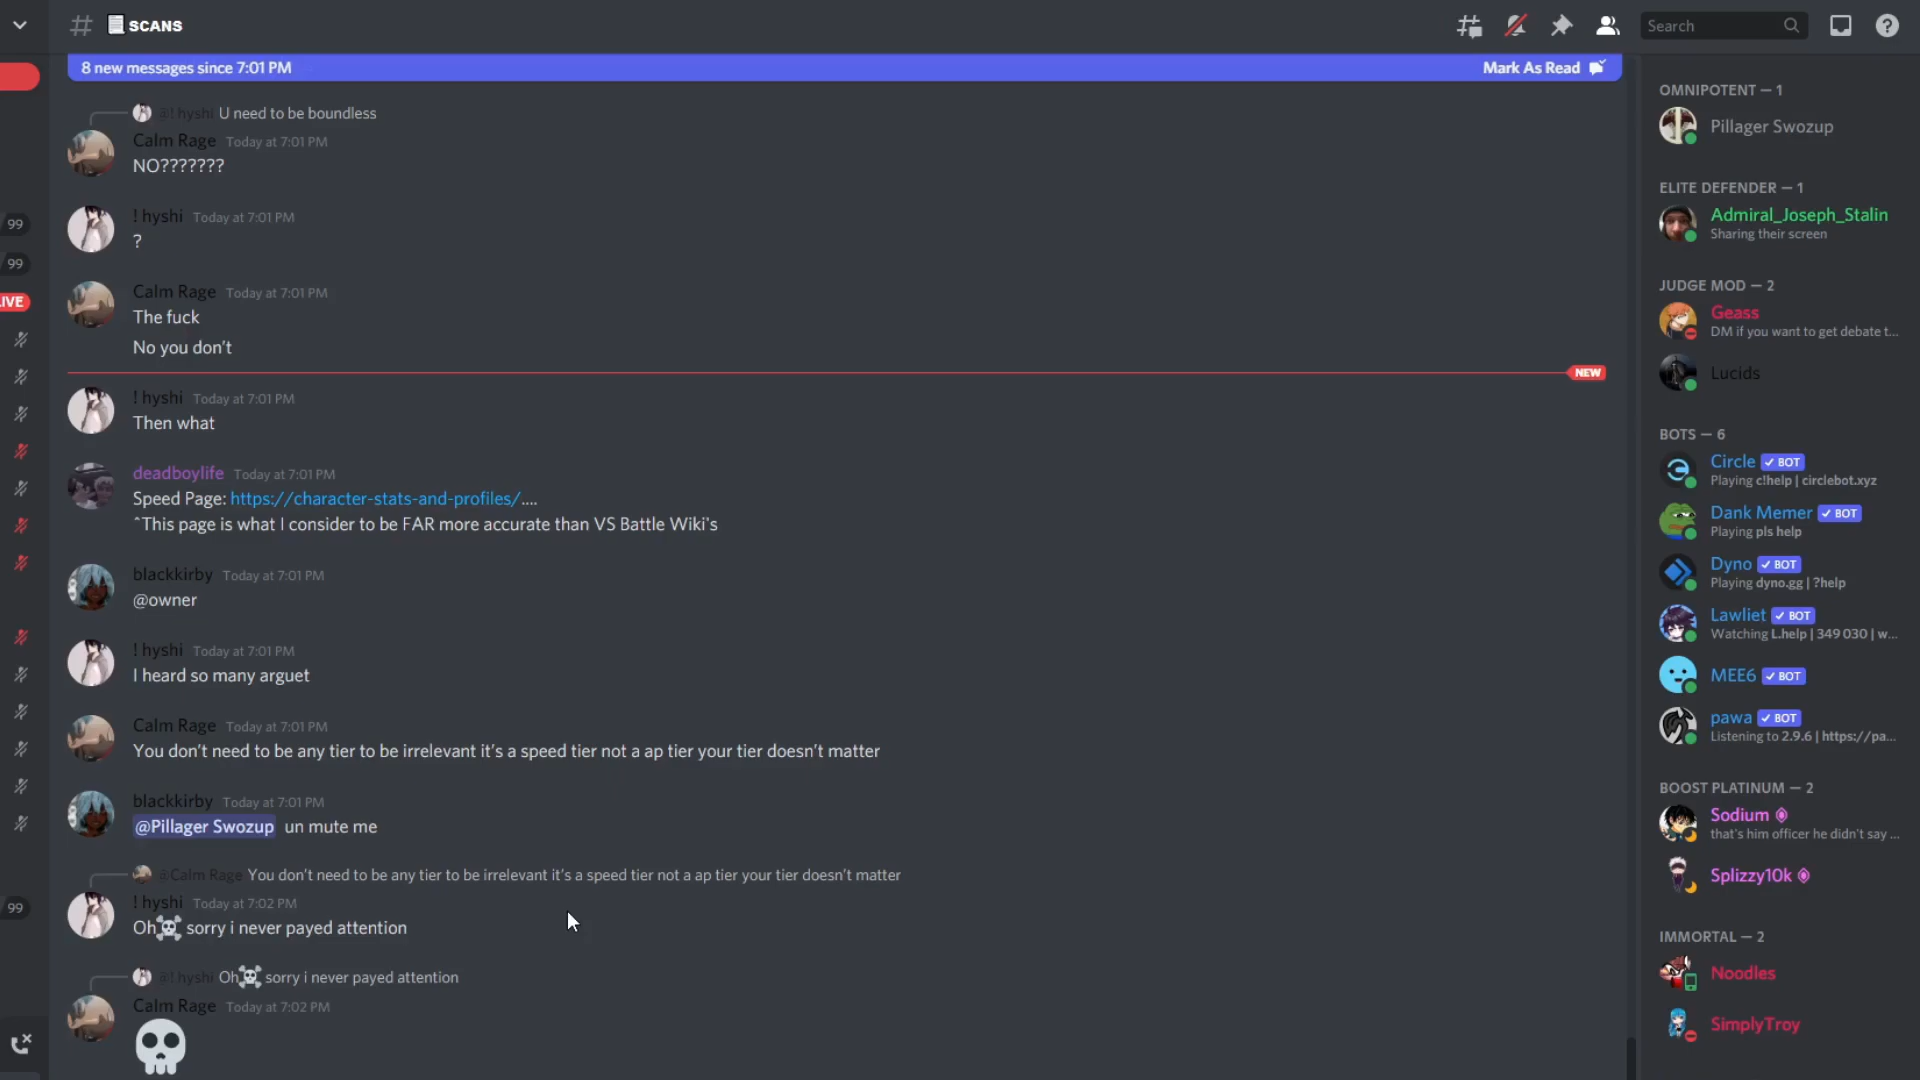 SCANS
Search
8 new messages since 7:01 PM
Mark As Read
@! hyshi U need to be boundless
Calm Rage Today at 7:01 PM
NO???????
! hyshi Today at 7:01 PM
?
Calm Rage Today at 7:01 PM
The fuck
No you don't
NEW
! hyshi Today at 7:01 PM
Then what
deadboylife Today at 7:01 PM
Speed Page: https://character-stats-and-profiles/....
^This page is what I consider to be FAR more accurate than VS Battle Wiki's
blackkirby Today at 7:01 PM
@owner
! hyshi Today at 7:01 PM
I heard so many arguet
Calm Rage Today at 7:01 PM
You don't need to be any tier to be irrelevant it's a speed tier not a ap tier your tier doesn't matter
blackkirby Today at 7:01 PM
@Pillager Swozup un mute me
@Calm Rage You don't need to be any tier to be irrelevant it's a speed tier not a ap tier your tier doesn't matter
! hyshi Today at 7:02 PM
Oh☠️ sorry i never payed attention
@! hyshi Oh☠️ sorry i never payed attention
Calm Rage Today at 7:02 PM
99
99
LIVE
99
OMNIPOTENT — 1
Pillager Swozup
ELITE DEFENDER — 1
Admiral_Joseph_Stalin
Sharing their screen
JUDGE MOD — 2
Geass
DM if you want to get debate t...
Lucids
BOTS — 6
Circle BOT
Playing c!help | circlebot.xyz
Dank Memer BOT
Playing pls help
Dyno BOT
Playing dyno.gg | ?help
Lawliet BOT
Watching L.help | 349 030 | w...
MEE6 BOT
pawa BOT
Listening to 2.9.6 | https://pa...
BOOST PLATINUM — 2
Sodium
that's him officer he didn't say ...
Splizzy10k
IMMORTAL — 2
Noodles
SimplyTroy